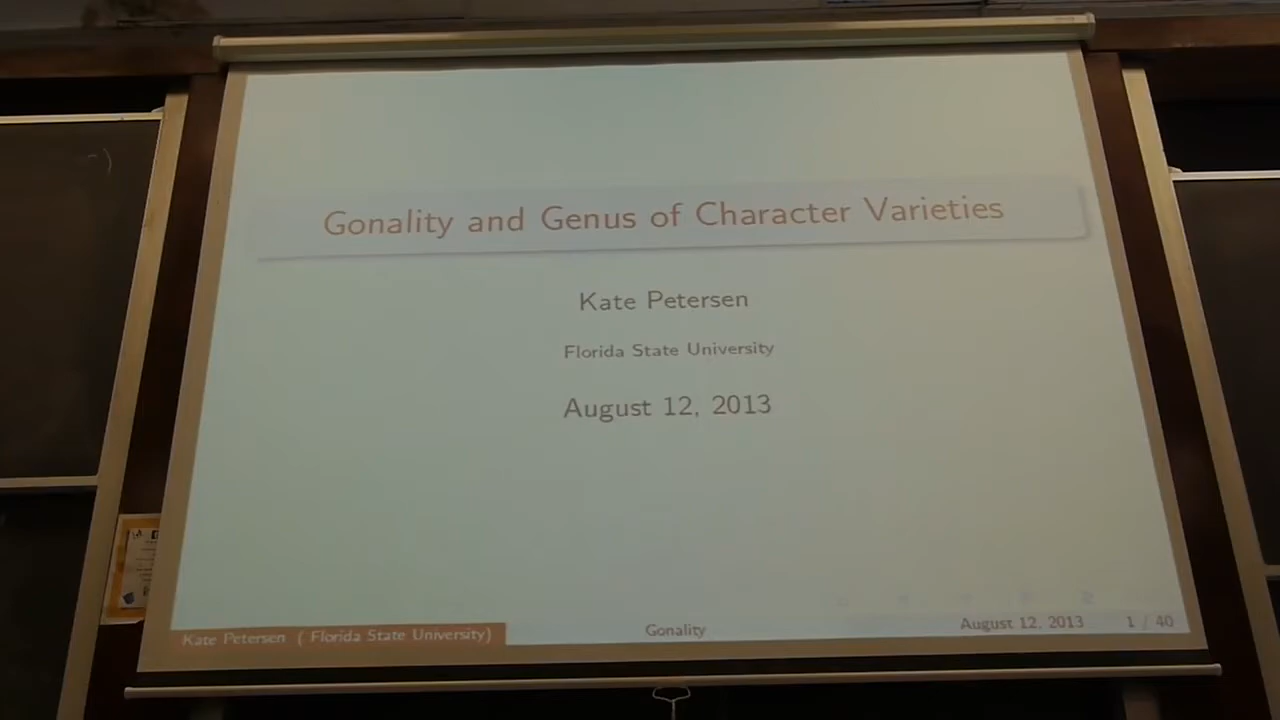 Gonality and Genus of Character Varieties
Kate Petersen
Florida State University
August 12, 2013
Kate Petersen ( Florida State University)
Gonality
August 12, 2013
1 / 40